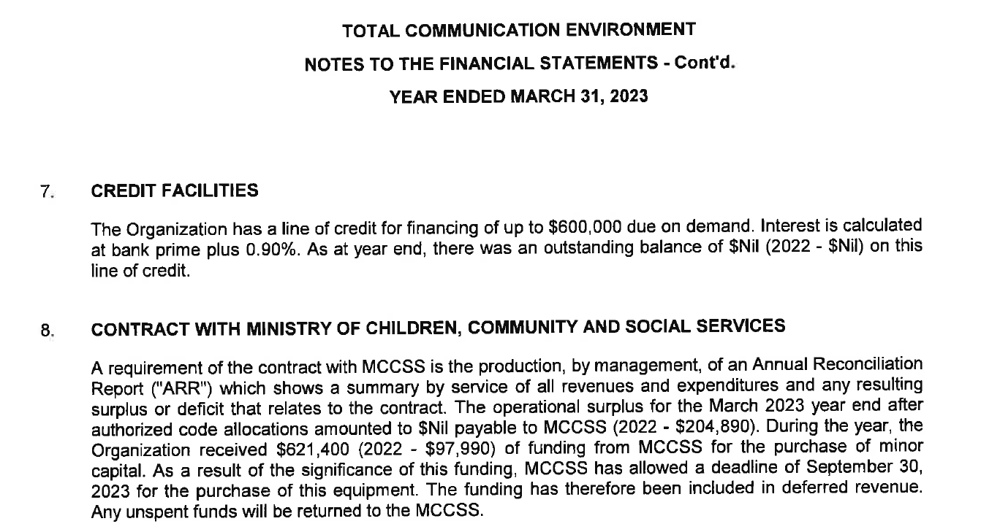 TOTAL COMMUNICATION ENVIRONMENT
NOTES TO THE FINANCIAL STATEMENTS - Cont'd.
YEAR ENDED MARCH 31, 2023
7. CREDIT FACILITIES
The Organization has a line of credit for financing of up to $600,000 due on demand. Interest is calculated
at bank prime plus 0.90%. As at year end, there was an outstanding balance of $Nil (2022 - $Nil) on this
line of credit.
8. CONTRACT WITH MINISTRY OF CHILDREN, COMMUNITY AND SOCIAL SERVICES
A requirement of the contract with MCCSS is the production, by management, of an Annual Reconciliation
Report ("ARR") which shows a summary by service of all revenues and expenditures and any resulting
surplus or deficit that relates to the contract. The operational surplus for the March 2023 year end after
authorized code allocations amounted to $Nil payable to MCCSS (2022 - $204,890). During the year, the
Organization received $621,400 (2022 - $97,990) of funding from MCCSS for the purchase of minor
capital. As a result of the significance of this funding, MCCSS has allowed a deadline of September 30,
2023 for the purchase of this equipment. The funding has therefore been included in deferred revenue.
Any unspent funds will be returned to the MCCSS.